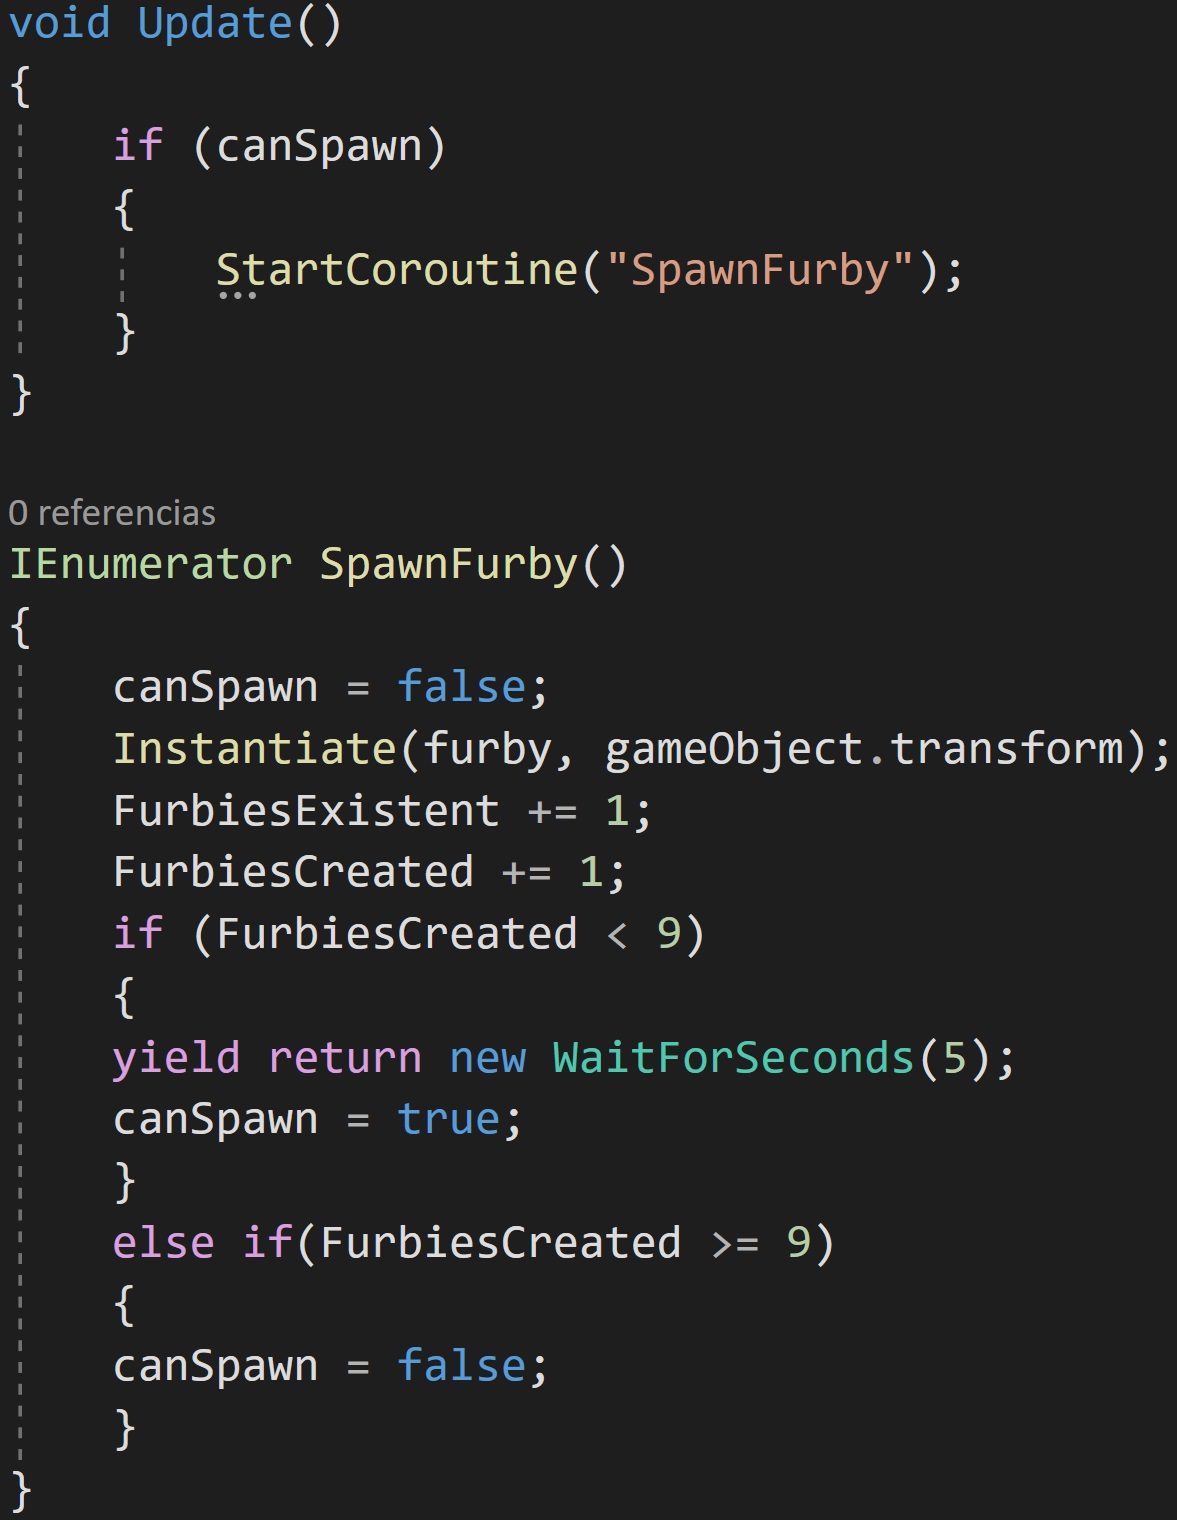 void Update()
{
if (canSpawn)
{
StartCoroutine("SpawnFurby");
}
}
0 referencias
IEnumerator SpawnFurby()
{
canSpawn = false;
Instantiate(furby, gameObject.transform);
FurbiesExistent += 1;
FurbiesCreated += 1;
if (FurbiesCreated < 9)
{
yield return new WaitForSeconds(5);
canSpawn = true;
}
else if(FurbiesCreated >= 9)
{
canSpawn = false;
}
}